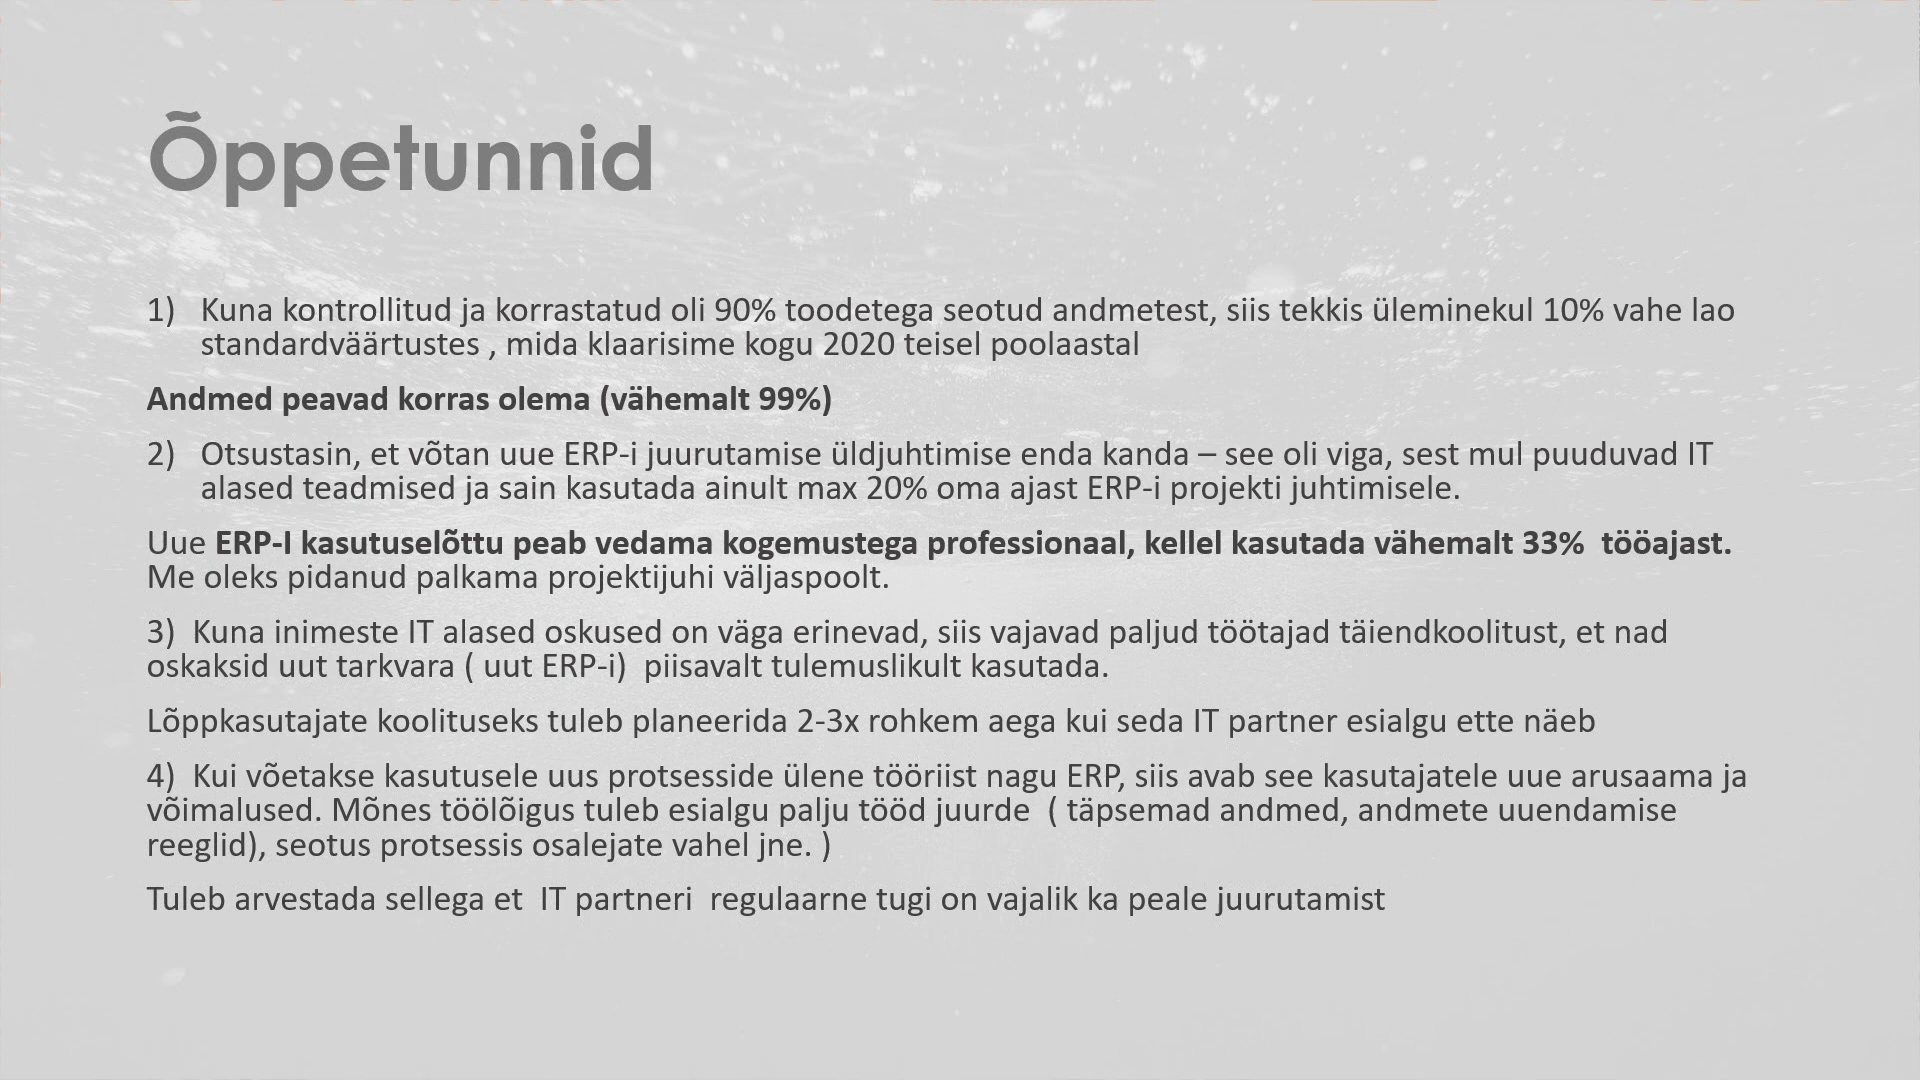 Õppetunnid
1) Kuna kontrollitud ja korrastatud oli 90% toodetega seotud andmetest, siis tekkis üleminekul 10% vahe lao
standardväärtustes , mida klaarisime kogu 2020 teisel poolaastal
Andmed peavad korras olema (vähemalt 99%)
2) Otsustasin, et võtan uue ERP-i juurutamise üldjuhtimise enda kanda – see oli viga, sest mul puuduvad IT
alased teadmised ja sain kasutada ainult max 20% oma ajast ERP-i projekti juhtimisele.
Uue ERP-I kasutuselõttu peab vedama kogemustega professionaal, kellel kasutada vähemalt 33%  tööajast.
Me oleks pidanud palkama projektijuhi väljaspoolt.
3)  Kuna inimeste IT alased oskused on väga erinevad, siis vajavad paljud töötajad täiendkoolitust, et nad
oskaksid uut tarkvara ( uut ERP-i)  piisavalt tulemuslikult kasutada.
Lõppkasutajate koolituseks tuleb planeerida 2-3x rohkem aega kui seda IT partner esialgu ette näeb
4)  Kui võetakse kasutusele uus protsesside ülene tööriist nagu ERP, siis avab see kasutajatele uue arusaama ja
võimalused. Mõnes töölõigus tuleb esialgu palju tööd juurde  ( täpsemad andmed, andmete uuendamise
reeglid), seotus protsessis osalejate vahel jne. )
Tuleb arvestada sellega et  IT partneri  regulaarne tugi on vajalik ka peale juurutamist